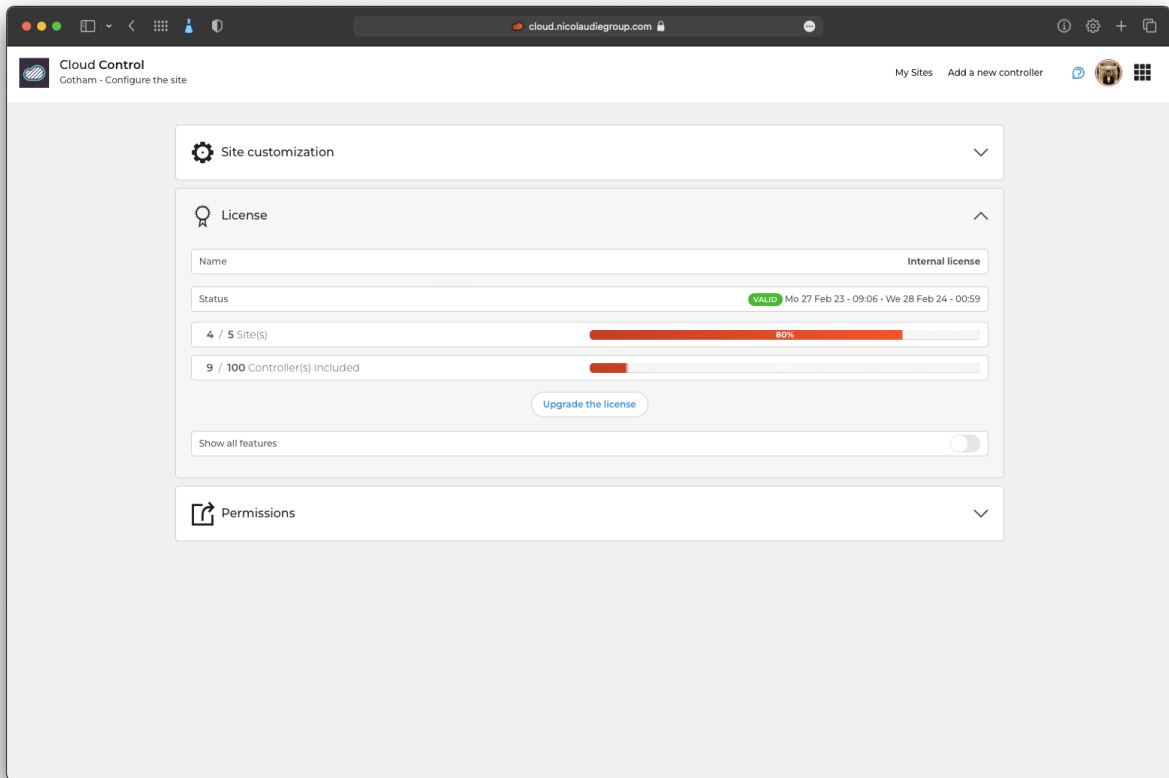 cloud.nicolaudiegroup.com
Cloud Control
Gotham - Configure the site
My Sites
Add a new controller
Site customization
License
Name
Internal license
Status
VALID Mo 27 Feb 23 - 09:06 • We 28 Feb 24 - 00:59
4 / 5 Site(s)
80%
9 / 100 Controller(s) included
Upgrade the license
Show all features
Permissions